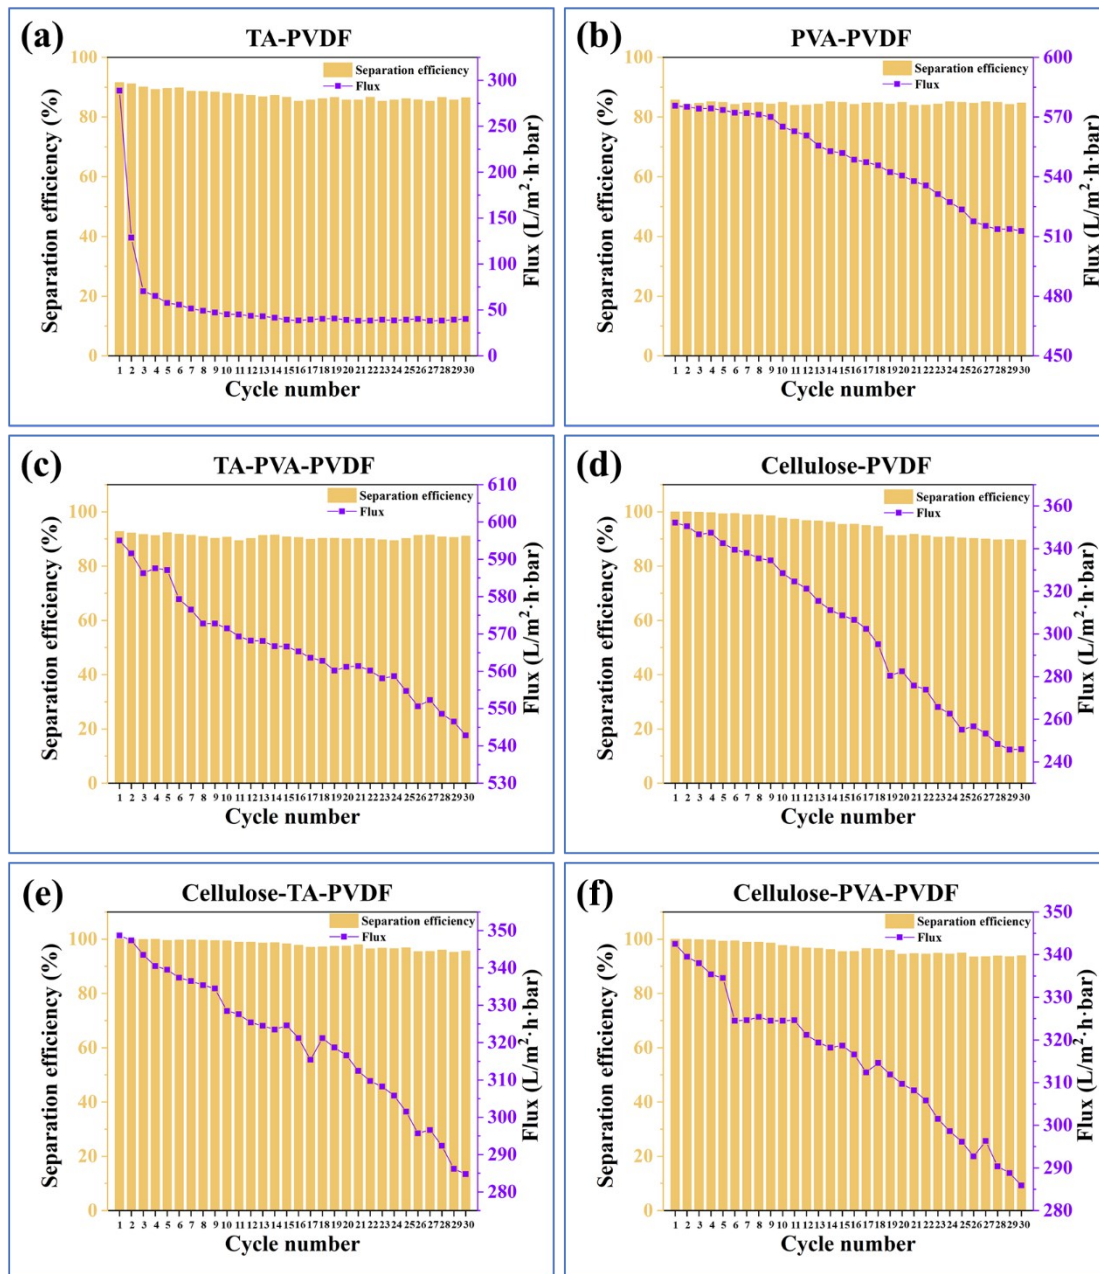 (a) TA-PVDF
Separation efficiency
Flux
100
80
60
40
20
0
Separation efficiency (%)
300
250
200
150
100
50
0
Flux (L/m²·h·bar)
1 2 3 4 5 6 7 8 9 10 11 12 13 14 15 16 17 18 19 20 21 22 23 24 25 26 27 28 29 30
Cycle number
(b) PVA-PVDF
Separation efficiency
Flux
100
80
60
40
20
0
Separation efficiency (%)
600
570
540
510
480
450
Flux (L/m²·h·bar)
1 2 3 4 5 6 7 8 9 10 11 12 13 14 15 16 17 18 19 20 21 22 23 24 25 26 27 28 29 30
Cycle number
(c) TA-PVA-PVDF
Separation efficiency
Flux
100
80
60
40
20
0
Separation efficiency (%)
610
600
590
580
570
560
550
540
530
Flux (L/m²·h·bar)
1 2 3 4 5 6 7 8 9 10 11 12 13 14 15 16 17 18 19 20 21 22 23 24 25 26 27 28 29 30
Cycle number
(d) Cellulose-PVDF
Separation efficiency
Flux
100
80
60
40
20
0
Separation efficiency (%)
360
340
320
300
280
260
240
Flux (L/m²·h·bar)
1 2 3 4 5 6 7 8 9 10 11 12 13 14 15 16 17 18 19 20 21 22 23 24 25 26 27 28 29 30
Cycle number
(e) Cellulose-TA-PVDF
Separation efficiency
Flux
100
80
60
40
20
0
Separation efficiency (%)
350
340
330
320
310
300
290
280
Flux (L/m²·h·bar)
1 2 3 4 5 6 7 8 9 10 11 12 13 14 15 16 17 18 19 20 21 22 23 24 25 26 27 28 29 30
Cycle number
(f) Cellulose-PVA-PVDF
Separation efficiency
Flux
100
80
60
40
20
0
Separation efficiency (%)
350
340
330
320
310
300
290
280
Flux (L/m²·h·bar)
1 2 3 4 5 6 7 8 9 10 11 12 13 14 15 16 17 18 19 20 21 22 23 24 25 26 27 28 29 30
Cycle number